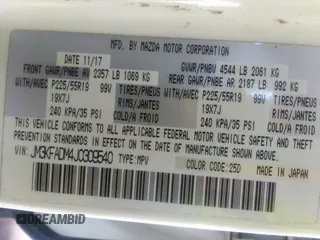 MFD. BY MAZDA MOTOR CORPORATION
DATE 11/17 GVWR/PNBV 4544 LB 2061 KG
FRONT GAWR/PNBE AV 2357 LB 1069 KG REAR GAWR/PNBE AR 2187 LB 992 KG
WITH/AVEC P225/55R19 99V TIRES/PNEUS WITH/AVEC P225/55R19 99V TIRES/PNEUS
19X7J RIMS/JANTES 19X7J RIMS/JANTES
240 KPA/35 PSI COLD/A FROID 240 KPA/35 PSI COLD/A FROID
THIS VEHICLE CONFORMS TO ALL APPLICABLE FEDERAL MOTOR VEHICLE SAFETY, BUMPER, AND
THEFT PREVENTION STANDARDS IN EFFECT ON THE DATE OF MANUFACTURE SHOWN ABOVE.
VIN: JM3KFADM4J0309540 TYPE:MPV
COLOR CODE:25D MADE IN JAPAN
DREAMBID